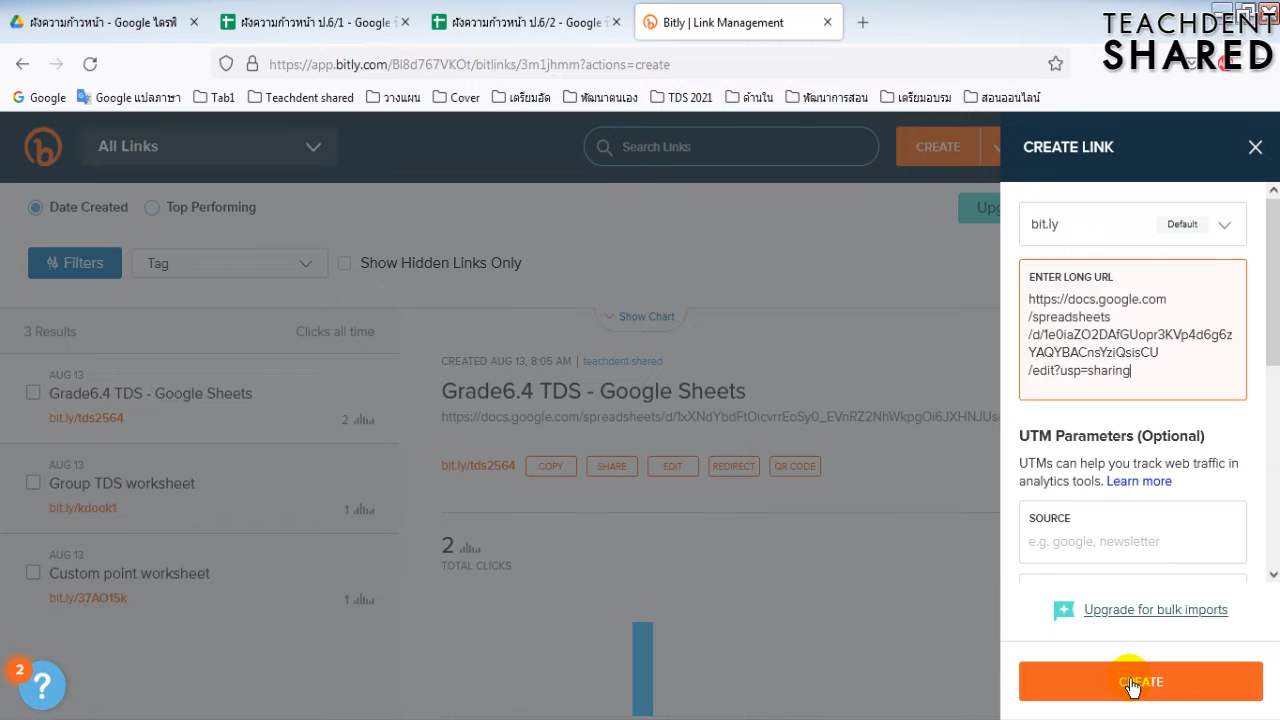 ผังความก้าวหน้า - Google ไดรฟ์
ผังความก้าวหน้า ป.6/1 - Google
ผังความก้าวหน้า ป.6/2 - Google
Bitly | Link Management
TEACHDENT
SHARED
https://app.bitly.com/Bl8d767VKOt/bitlinks/3m1jhmm?actions=create
Google
Google แปลภาษา
Tab1
Teachdent shared
วางแผน
Cover
เตรียมอัด
พัฒนาตนเอง
TDS 2021
ด้านใน
พัฒนาการสอน
เตรียมอบรม
สอนออนไลน์
All Links
Search Links
CREATE
CREATE LINK
Date Created
Top Performing
Filters
Tag
Show Hidden Links Only
bit.ly
Default
ENTER LONG URL
https://docs.google.com
/spreadsheets
/d/1e0iaZO2DAfGUopr3KVp4d6g6z
YAQYBACnsYziQsisCU
/edit?usp=sharing
3 Results
Clicks all time
Show Chart
AUG 13
Grade6.4 TDS - Google Sheets
bit.ly/tds2564
2
AUG 13
Group TDS worksheet
bit.ly/kdook1
1
AUG 13
Custom point worksheet
bit.ly/37AO15k
1
CREATED AUG 13, 8:05 AM | teachdent shared
Grade6.4 TDS - Google Sheets
https://docs.google.com/spreadsheets/d/1xXNdYbdFtOicvrrEoSy0_EvnRZ2NhWkpgOi6JXHNJUs
bit.ly/tds2564
COPY
SHARE
EDIT
REDIRECT
QR CODE
2
TOTAL CLICKS
UTM Parameters (Optional)
UTMs can help you track web traffic in
analytics tools. Learn more
SOURCE
e.g. google, newsletter
Upgrade for bulk imports
CREATE
2
?